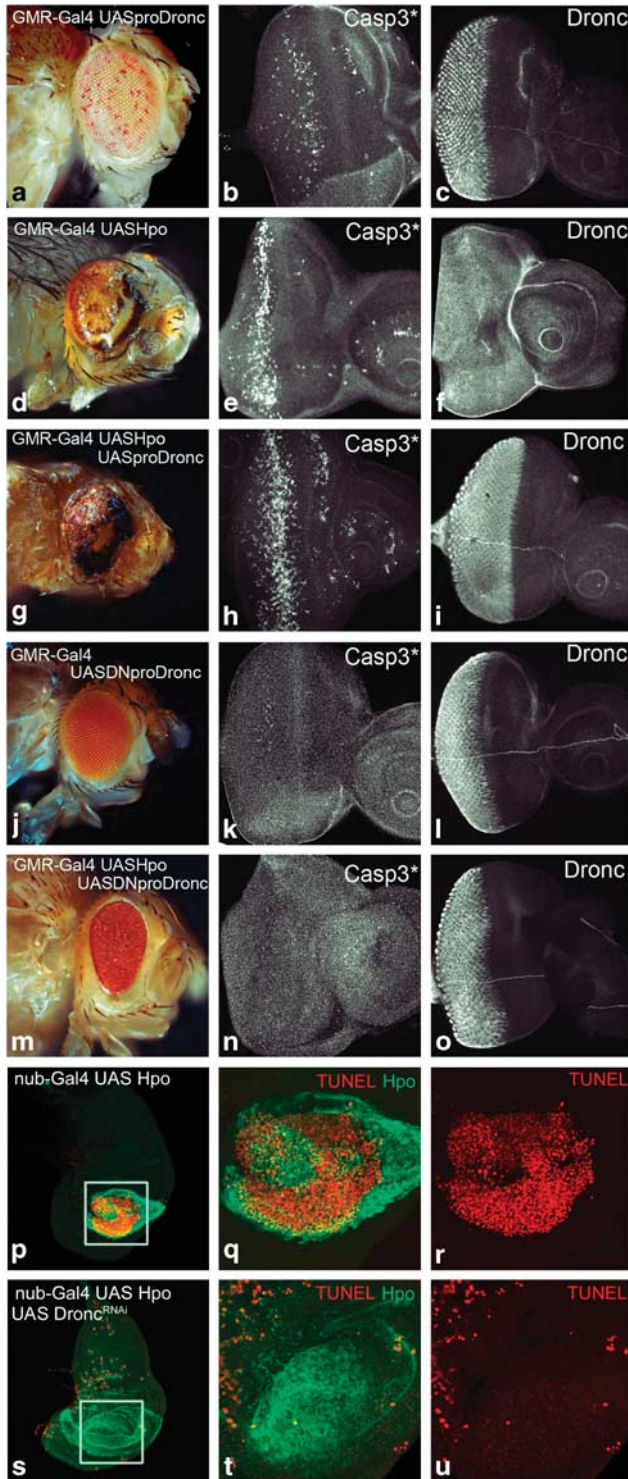 GMR-Gal4 UASproDronc
Casp3*
Dronc
a
b
c
GMR-Gal4 UASHpo
Casp3*
Dronc
d
e
f
GMR-Gal4 UASHpo
UASproDronc
Casp3*
Dronc
g
h
i
GMR-Gal4
UASDNproDronc
Casp3*
Dronc
j
k
l
GMR-Gal4 UASHpo
UASDNproDronc
Casp3*
Dronc
m
n
o
nub-Gal4 UAS Hpo
TUNEL Hpo
TUNEL
p
q
r
nub-Gal4 UAS Hpo
UAS Dronc^RNAi
TUNEL Hpo
TUNEL
s
t
u